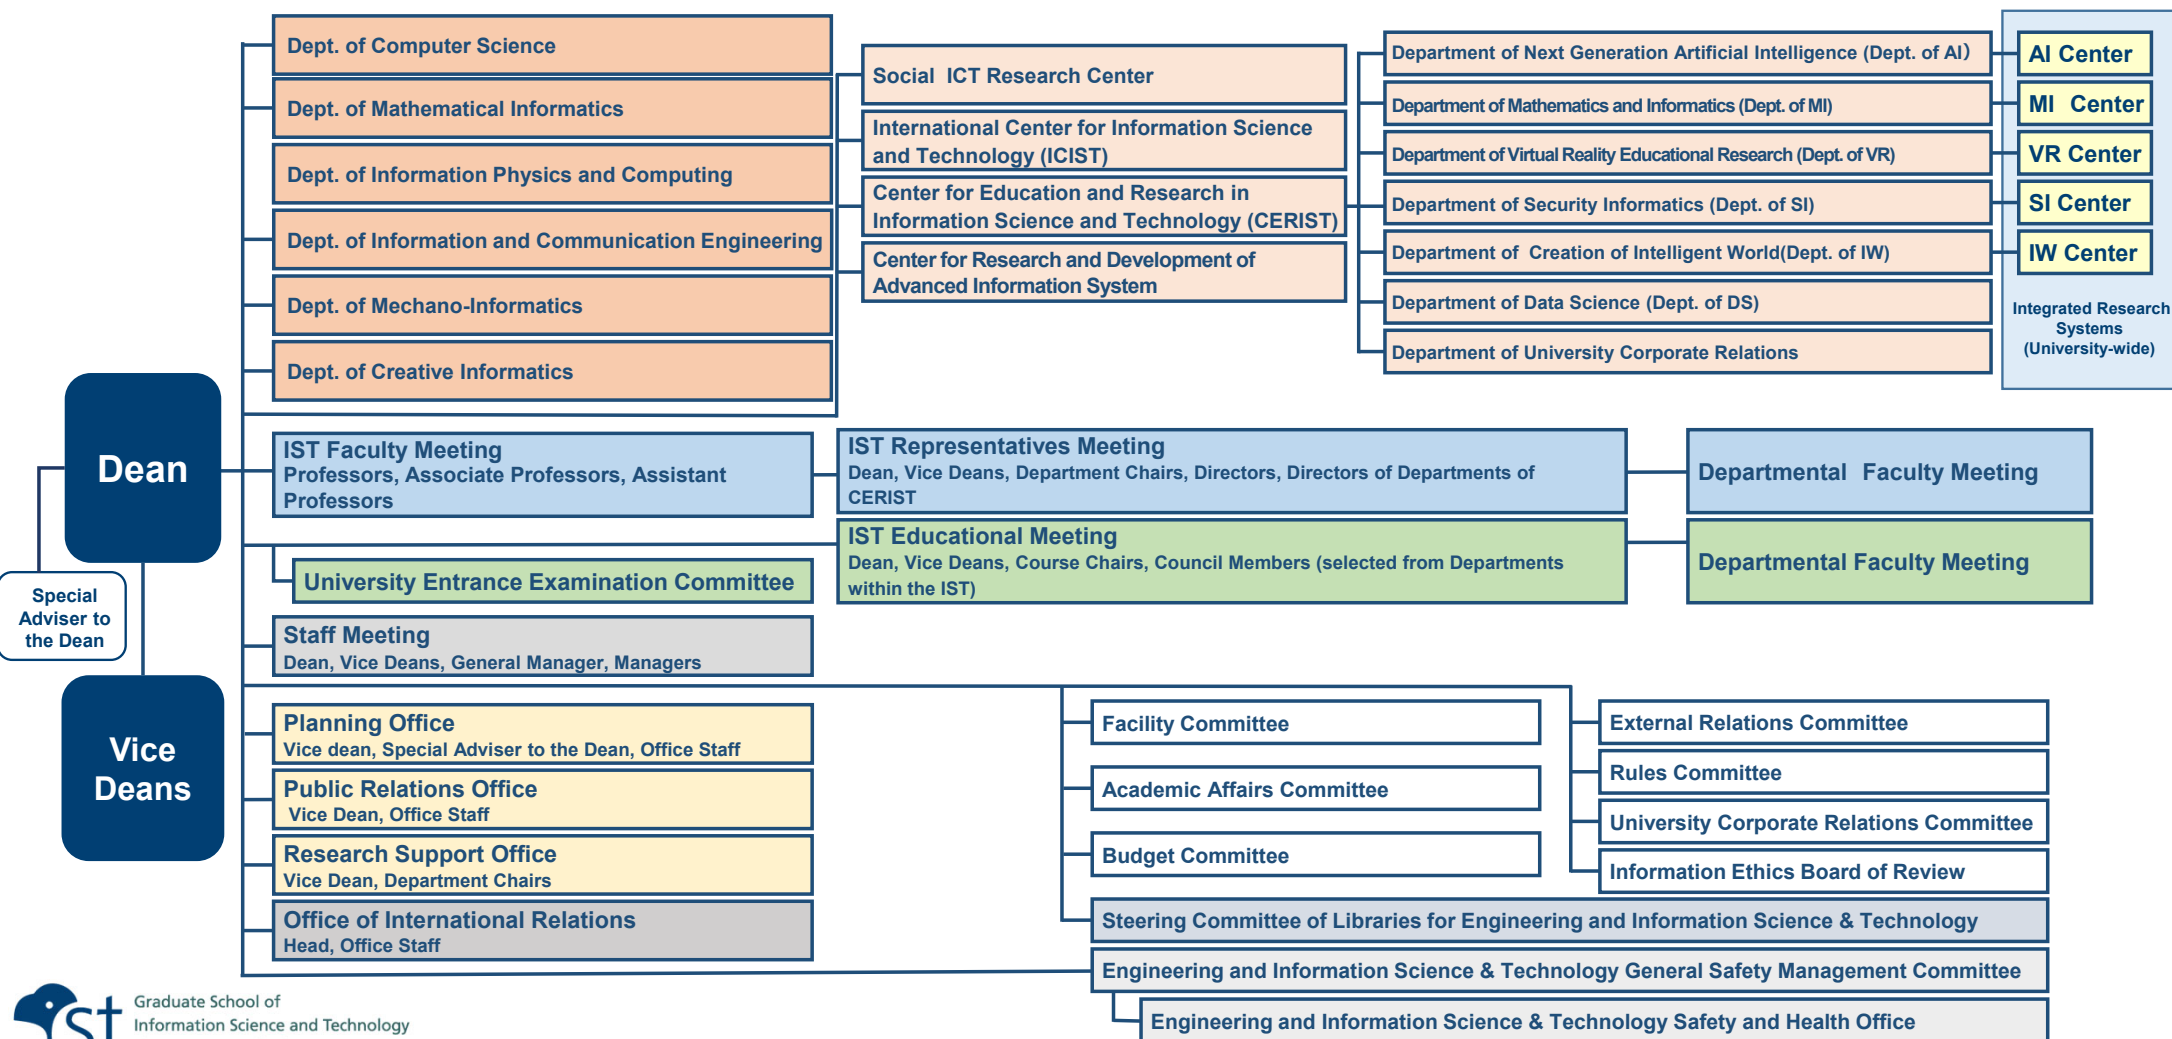 Dept. of Computer Science
Dept. of Mathematical Informatics
Dept. of Information Physics and Computing
Dept. of Information and Communication Engineering
Dept. of Mechano-Informatics
Dept. of Creative Informatics
Social ICT Research Center
International Center for Information Science
and Technology (ICIST)
Center for Education and Research in
Information Science and Technology (CERIST)
Center for Research and Development of
Advanced Information System
Department of Next Generation Artificial Intelligence (Dept. of AI）
Department of Mathematics and Informatics (Dept. of MI)
Department of Virtual Reality Educational Research (Dept. of VR)
Department of Security Informatics (Dept. of SI)
Department of Creation of Intelligent World(Dept. of IW)
Department of Data Science (Dept. of DS)
Department of University Corporate Relations
AI Center
MI Center
VR Center
SI Center
IW Center
Integrated Research
Systems
(University-wide)
Dean
Special
Adviser to
the Dean
Vice
Deans
IST Faculty Meeting
Professors, Associate Professors, Assistant
Professors
IST Representatives Meeting
Dean, Vice Deans, Department Chairs, Directors, Directors of Departments of
CERIST
Departmental Faculty Meeting
IST Educational Meeting
Dean, Vice Deans, Course Chairs, Council Members (selected from Departments
within the IST)
Departmental Faculty Meeting
University Entrance Examination Committee
Staff Meeting
Dean, Vice Deans, General Manager, Managers
Planning Office
Vice dean, Special Adviser to the Dean, Office Staff
Public Relations Office
Vice Dean, Office Staff
Research Support Office
Vice Dean, Department Chairs
Office of International Relations
Head, Office Staff
Facility Committee
Academic Affairs Committee
Budget Committee
External Relations Committee
Rules Committee
University Corporate Relations Committee
Information Ethics Board of Review
Steering Committee of Libraries for Engineering and Information Science & Technology
Engineering and Information Science & Technology General Safety Management Committee
Engineering and Information Science & Technology Safety and Health Office
ist
Graduate School of
Information Science and Technology